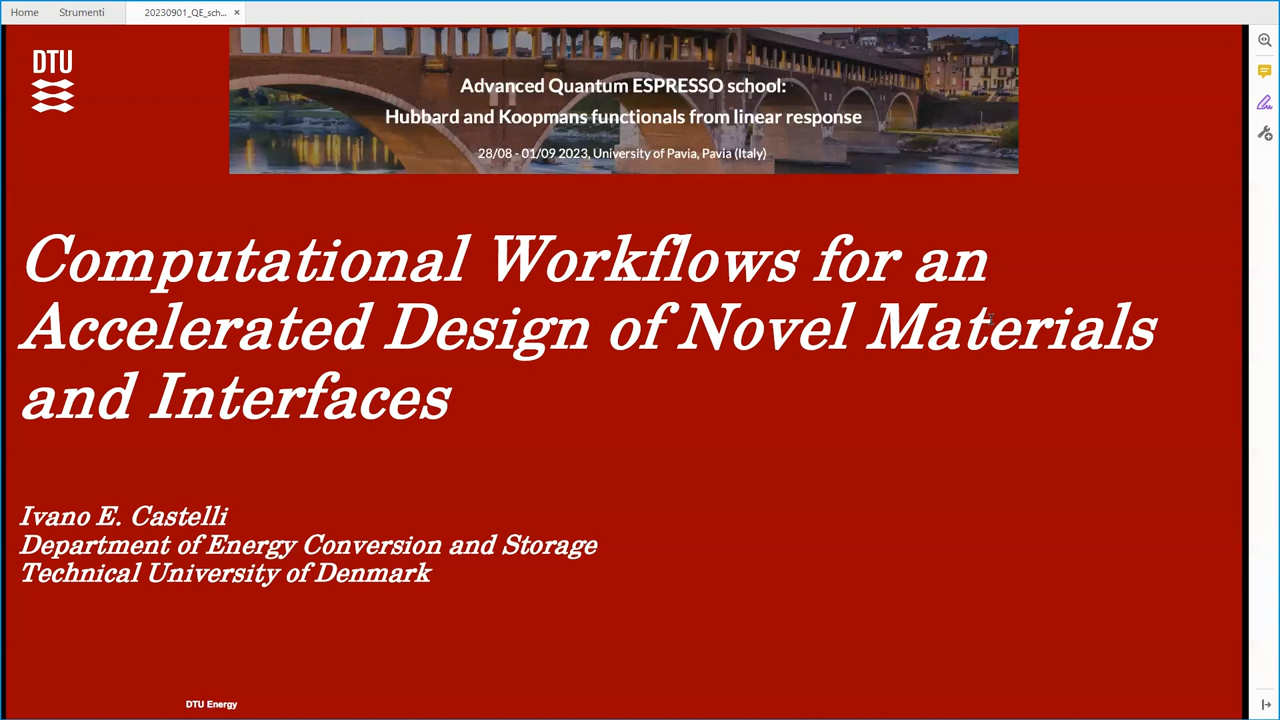 Home Strumenti 20230901_QE_sch... ×
DTU
Advanced Quantum ESPRESSO school:
Hubbard and Koopmans functionals from linear response
28/08 - 01/09 2023, University of Pavia, Pavia (Italy)
Computational Workflows for an
Accelerated Design of Novel Materials
and Interfaces
Ivano E. Castelli
Department of Energy Conversion and Storage
Technical University of Denmark
DTU Energy